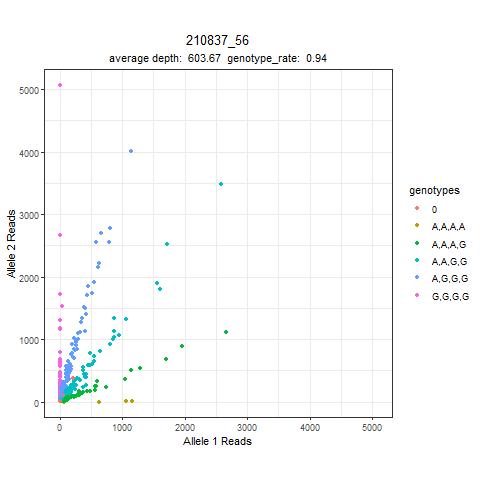 210837_56
average depth:  603.67  genotype_rate:  0.94
5000
4000
3000
2000
1000
0
Allele 2 Reads
0 1000 2000 3000 4000 5000
Allele 1 Reads
genotypes
0
A,A,A,A
A,A,A,G
A,A,G,G
A,G,G,G
G,G,G,G